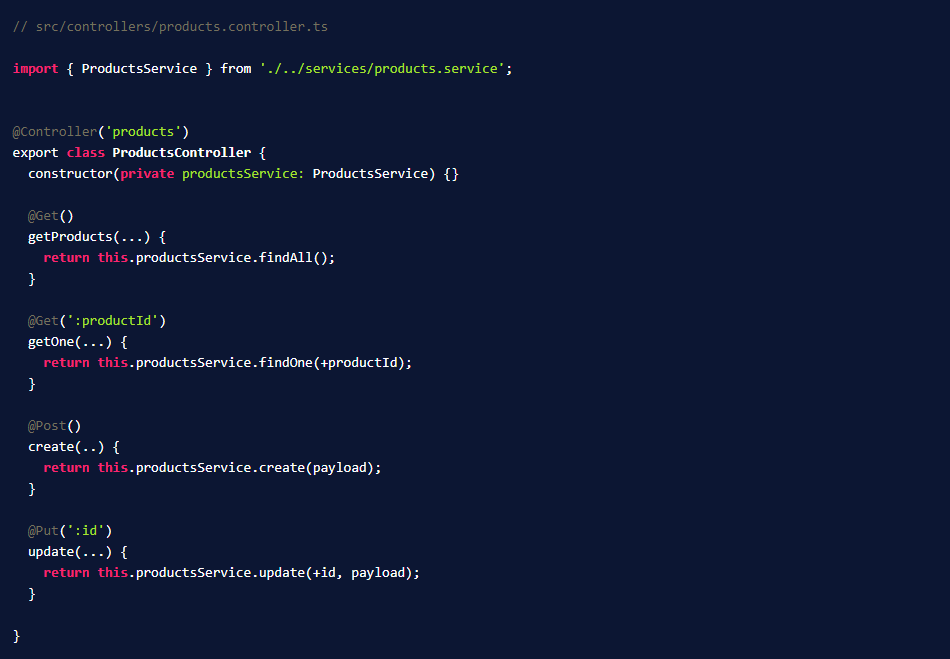 // src/controllers/products.controller.ts
import { ProductsService } from './../services/products.service';
@Controller('products')
export class ProductsController {
constructor(private productsService: ProductsService) {}
@Get()
getProducts(...) {
return this.productsService.findAll();
}
@Get(':productId')
getOne(...) {
return this.productsService.findOne(+productId);
}
@Post()
create(..) {
return this.productsService.create(payload);
}
@Put(':id')
update(...) {
return this.productsService.update(+id, payload);
}
}